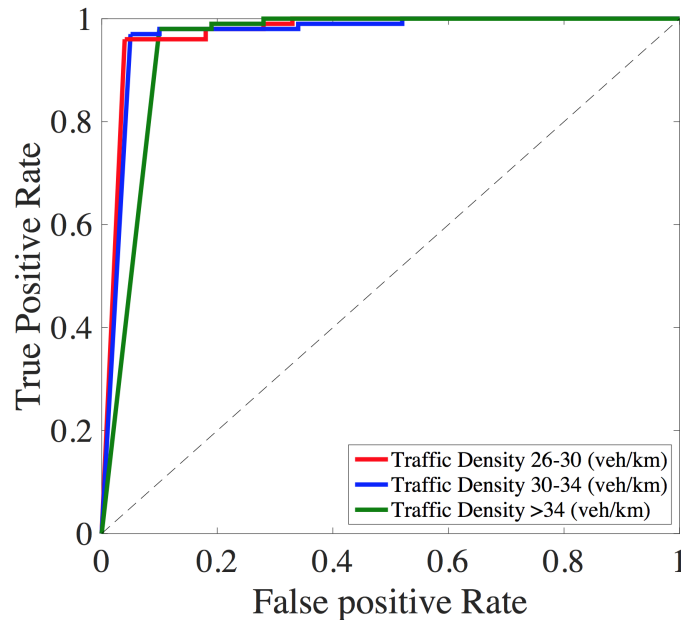 1
0.8
0.6
0.4
0.2
0
True Positive Rate
Traffic Density 26-30 (veh/km)
Traffic Density 30-34 (veh/km)
Traffic Density >34 (veh/km)
0 0.2 0.4 0.6 0.8 1
False positive Rate